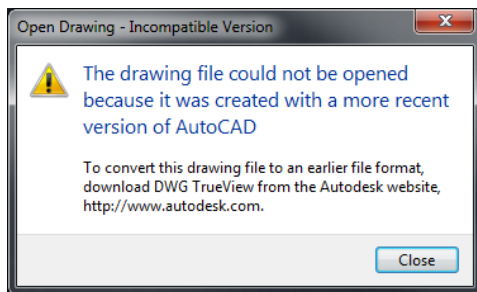 Open Drawing - Incompatible Version
The drawing file could not be opened
because it was created with a more recent
version of AutoCAD
To convert this drawing file to an earlier file format,
download DWG TrueView from the Autodesk website,
http://www.autodesk.com.
Close